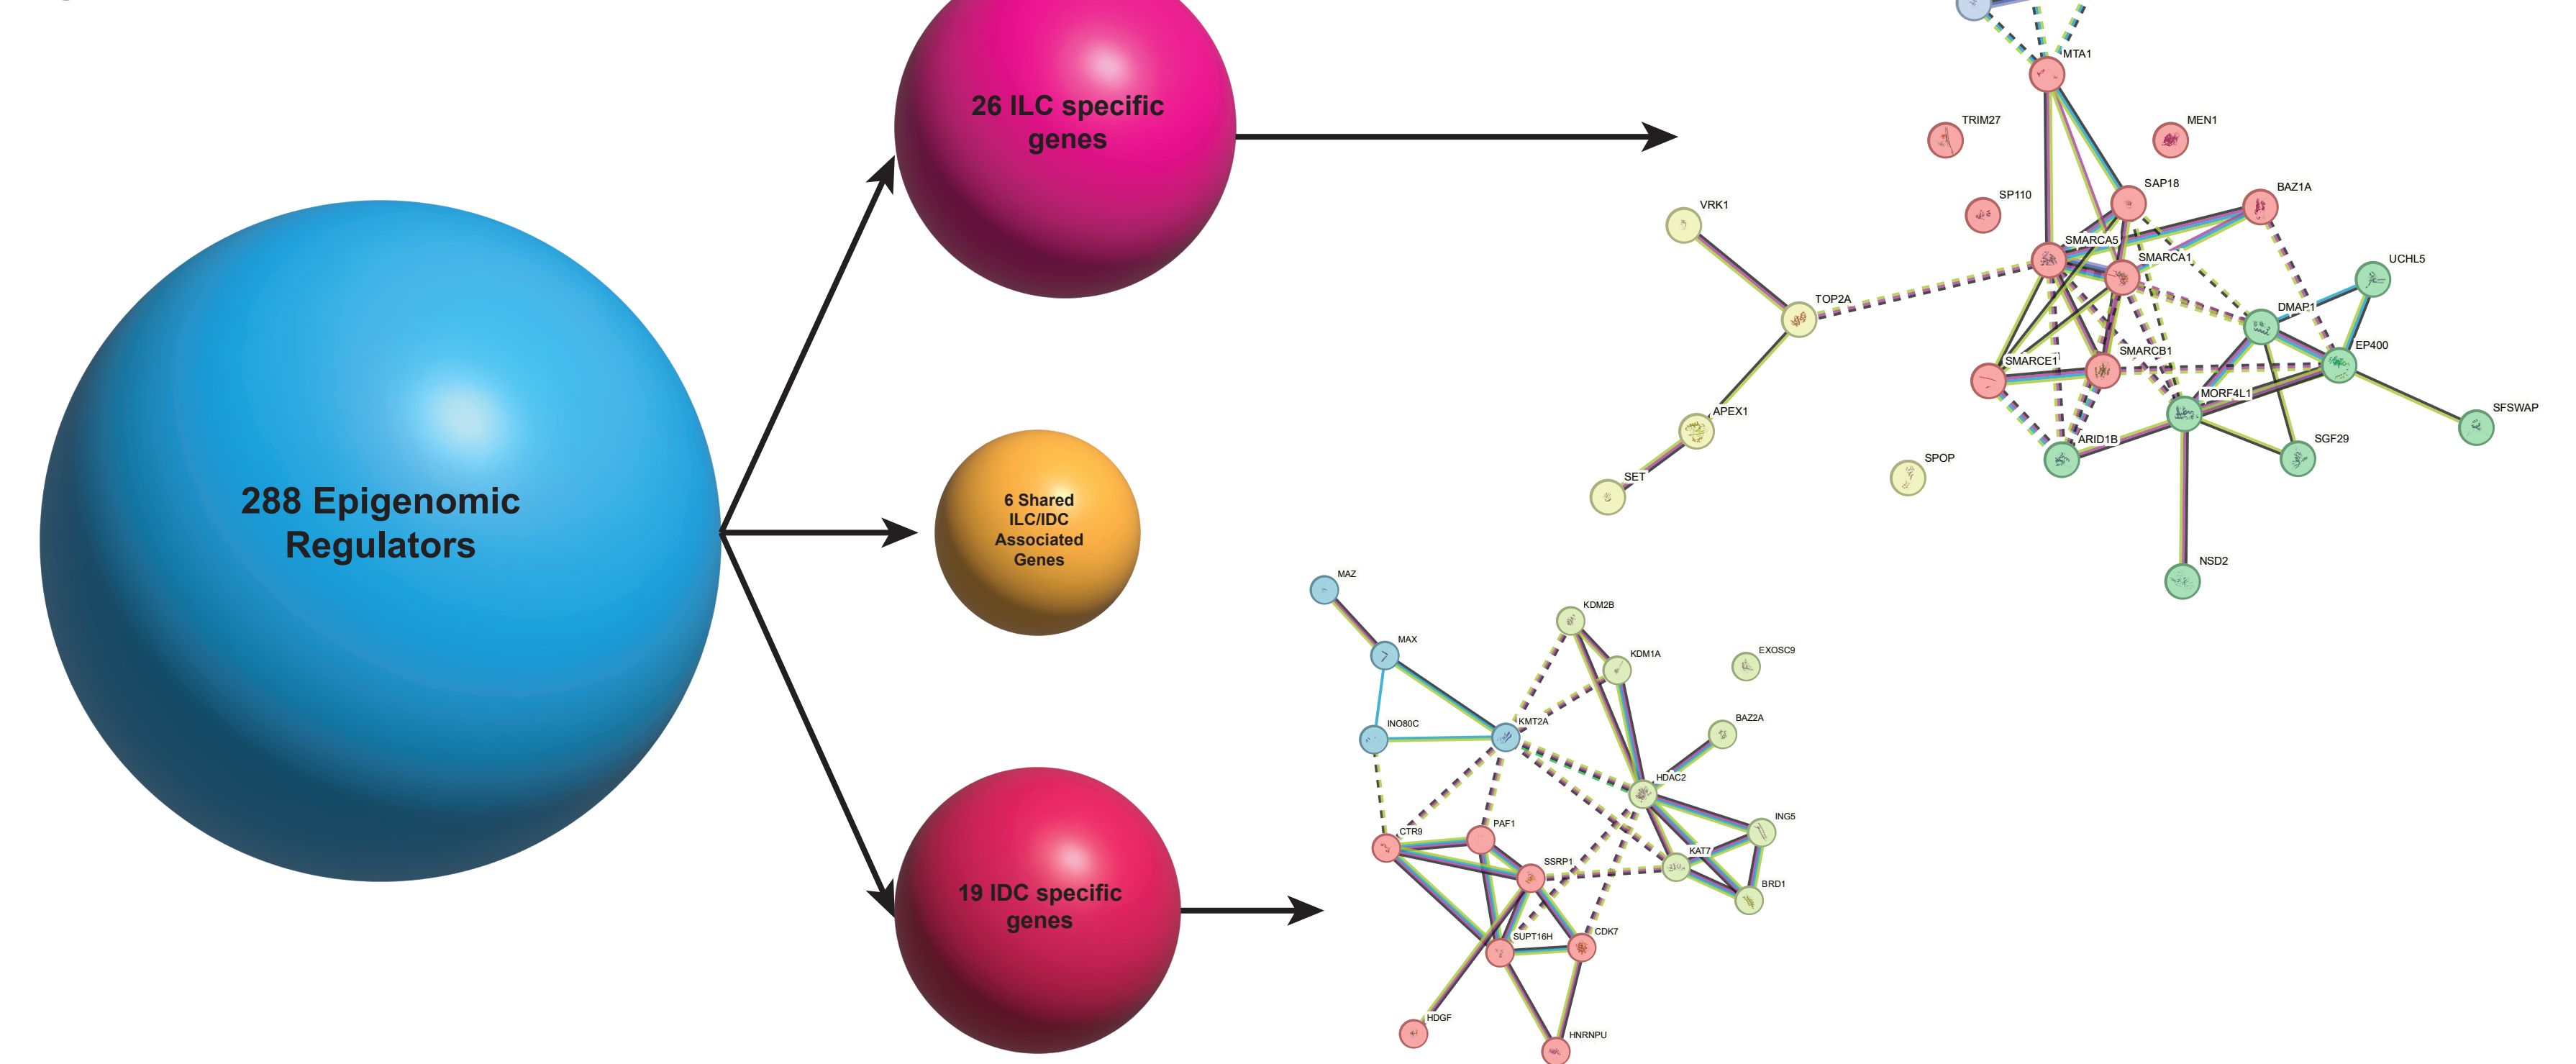 288 Epigenomic
Regulators
26 ILC specific
genes
6 Shared
ILC/IDC
Associated
Genes
19 IDC specific
genes
MTA1
TRIM27
MEN1
SAP18
BAZ1A
SP110
VRK1
SMARCA5
SMARCA1
UCHL5
TOP2A
DMAP1
EP400
SMARCB1
SMARCE1
MORF4L1
SFSWAP
APEX1
ARID1B
SGF29
SPOP
SET
NSD2
MAZ
KDM2B
MAX
KDM1A
EXOSC9
INO80C
KMT2A
BAZ2A
HDAC2
ING5
CTR9
PAF1
KAT7
SSRP1
BRD1
SUPT16H
CDK7
HDGF
HNRNPU